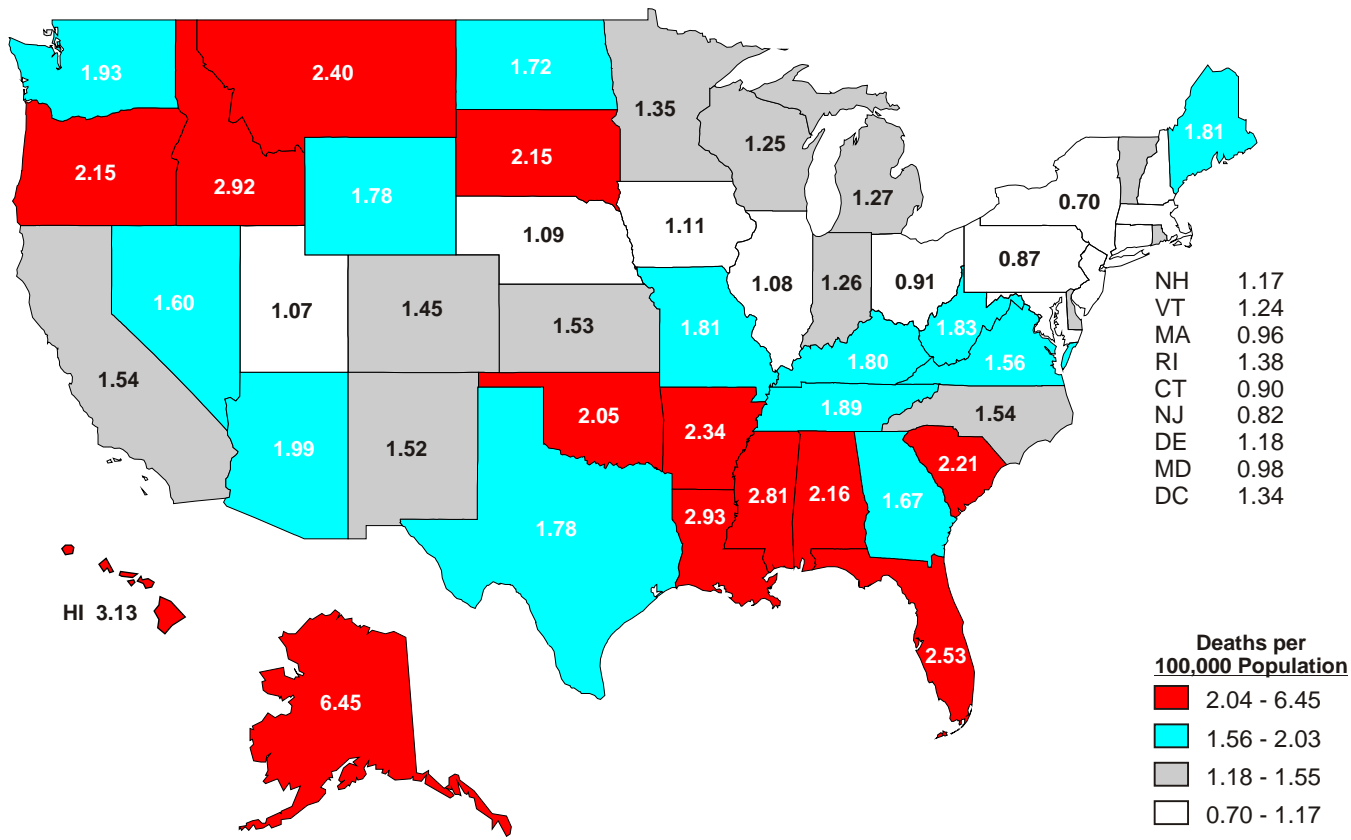 1.93
2.40
1.72
1.35
1.25
1.27
1.81
2.15
2.92
1.78
2.15
1.09
1.11
0.70
1.54
1.60
1.07
1.45
1.53
1.81
1.08
1.26
0.91
0.87
1.83
1.80
1.56
1.99
1.52
2.05
2.34
1.89
1.54
1.78
2.93
2.81
2.16
1.67
2.21
2.53
HI 3.13
6.45
NH 1.17
VT 1.24
MA 0.96
RI 1.38
CT 0.90
NJ 0.82
DE 1.18
MD 0.98
DC 1.34
Deaths per
100,000 Population
2.04 - 6.45
1.56 - 2.03
1.18 - 1.55
0.70 - 1.17